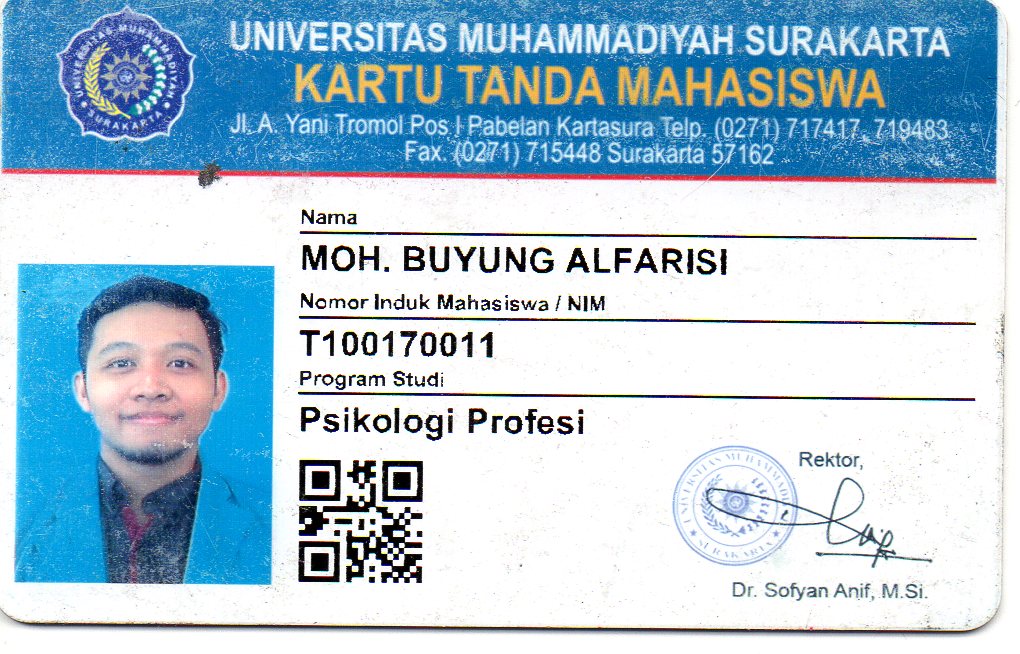 UNIVERSITAS MUHAMMADIYAH SURAKARTA
KARTU TANDA MAHASISWA
Jl. A. Yani Tromol Pos I Pabelan Kartasura Telp. (0271) 717417, 719483
Fax. (0271) 715448 Surakarta 57162
UNIVERSITAS MUHAMMADIYAH
SURAKARTA
Nama
MOH. BUYUNG ALFARISI
Nomor Induk Mahasiswa / NIM
T100170011
Program Studi
Psikologi Profesi
Rektor,
UNIVERSITAS MUHAMMADIYAH
SURAKARTA
Dr. Sofyan Anif, M.Si.